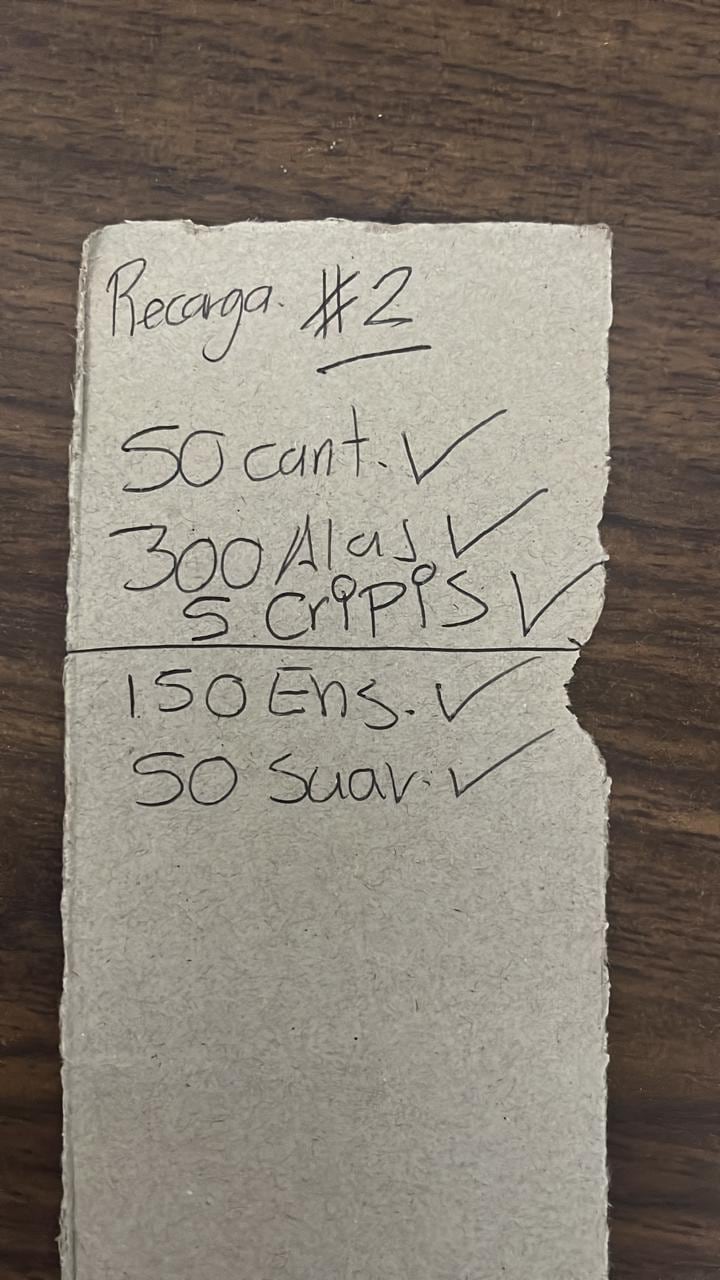 Recarga. #2
50 cant. ✓
300 Alas ✓
5 Cripis ✓
150 Ens. ✓
50 Suav. ✓